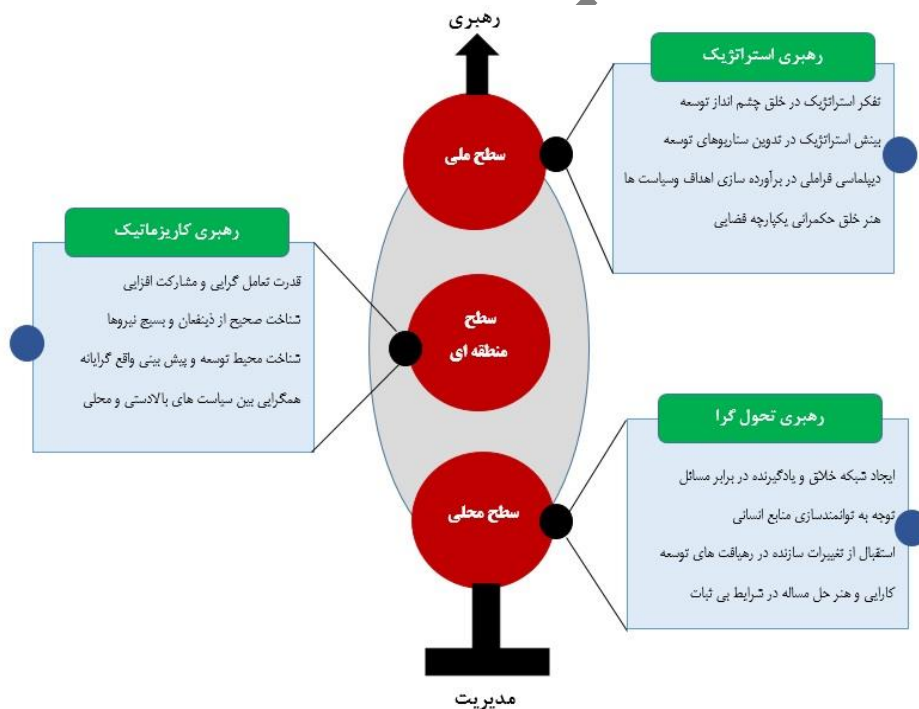 رهبری
رهبری استراتژیک
تفکر استراتژیک در خلق چشم انداز توسعه
بینش استراتژیک در تدوین سناریوهای توسعه
دیپلماسی فراملی در برآورده سازی اهداف وسیاست ها
هنر خلق حکمرانی یکپارچه فضایی
سطح ملی
رهبری کاریزماتیک
قدرت تعامل گرایی و مشارکت افزایی
شناخت صحیح از ذینفعان و بسیج نیروها
شناخت محیط توسعه و پیش بینی واقع گرایانه
همگرایی بین سیاست های بالادستی و محلی
سطح
منطقه ای
رهبری تحول گرا
ایجاد شبکه خلاق و یادگیرنده در برابر مسائل
توجه به توانمندسازی منابع انسانی
استقبال از تغییرات سازنده در رهیافت های توسعه
کارایی و هنر حل مساله در شرایط بی ثبات
سطح محلی
مدیریت